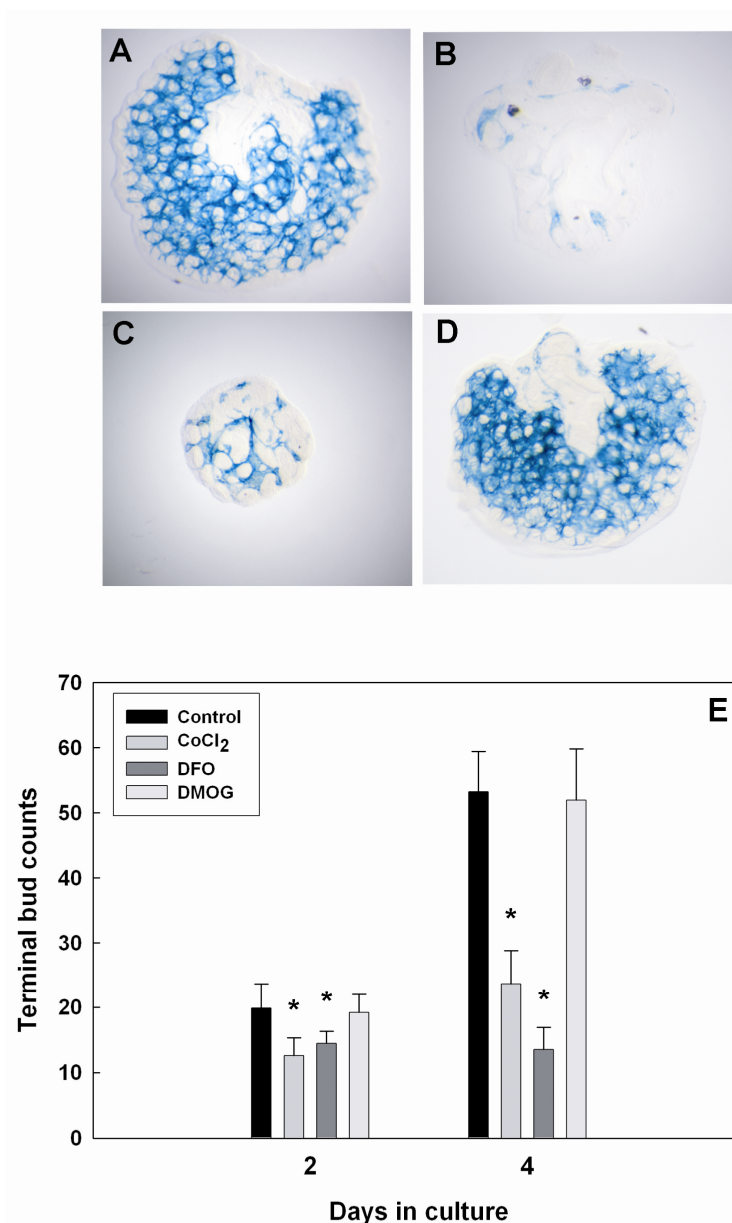 A
B
C
D
E
70
60
50
40
30
20
10
0
Terminal bud counts
Control
CoCl2
DFO
DMOG
*
*
*
*
2
4
Days in culture